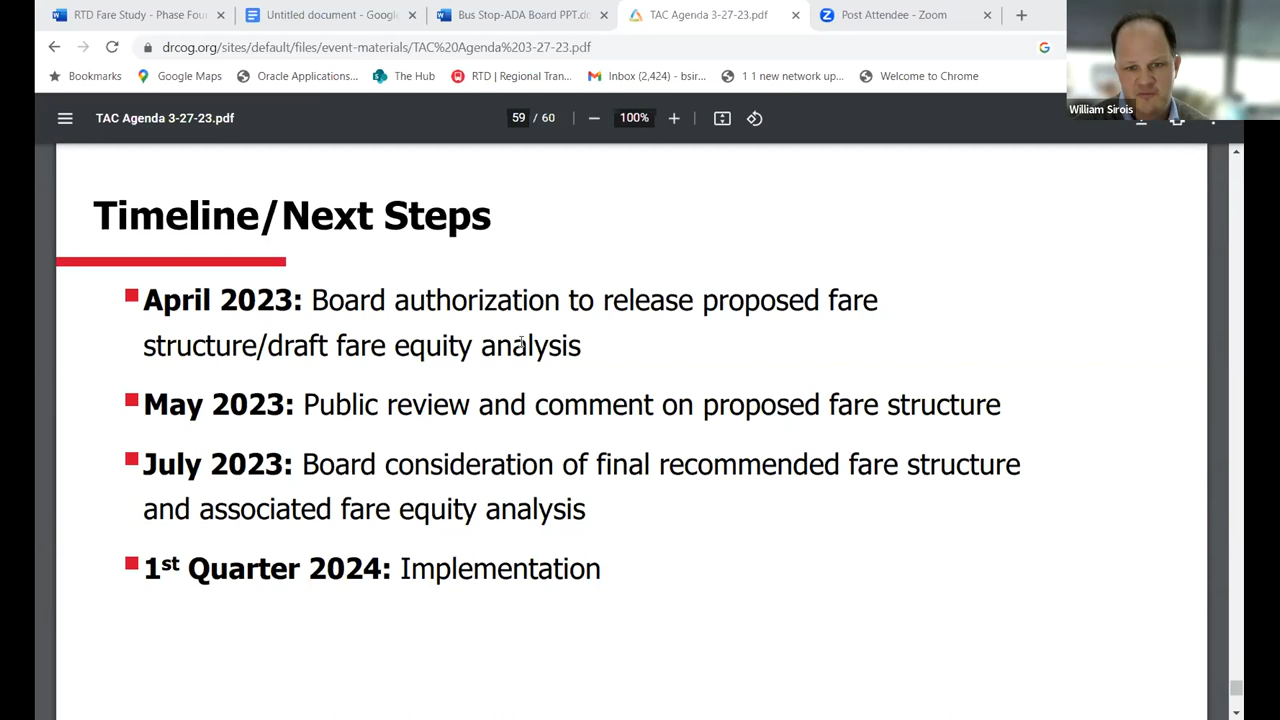 RTD Fare Study - Phase Fou
Untitled document - Google
Bus Stop-ADA Board PPT.do
TAC Agenda 3-27-23.pdf
Post Attendee - Zoom
drcog.org/sites/default/files/event-materials/TAC%20Agenda%203-27-23.pdf
Bookmarks
Google Maps
Oracle Applications...
The Hub
RTD | Regional Tran...
Inbox (2,424) - bsir...
1 1 new network up...
Welcome to Chrome
William Sirois
TAC Agenda 3-27-23.pdf
59 / 60
100%
Timeline/Next Steps
April 2023: Board authorization to release proposed fare
structure/draft fare equity analysis
May 2023: Public review and comment on proposed fare structure
July 2023: Board consideration of final recommended fare structure
and associated fare equity analysis
1st Quarter 2024: Implementation